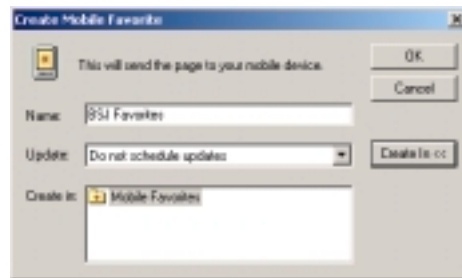 Create Mobile Favorite
This will send the page to your mobile device.
OK
Cancel
Name: BSJ Favorites
Update: Do not schedule updates
Create In <<
Create in: Mobile Favorites